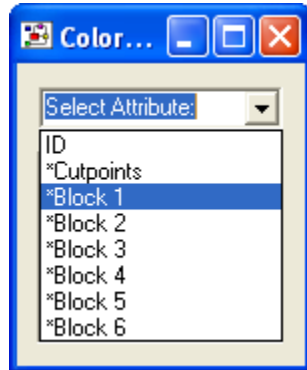 Color...
Select Attribute:
ID
*Cutpoints
*Block 1
*Block 2
*Block 3
*Block 4
*Block 5
*Block 6